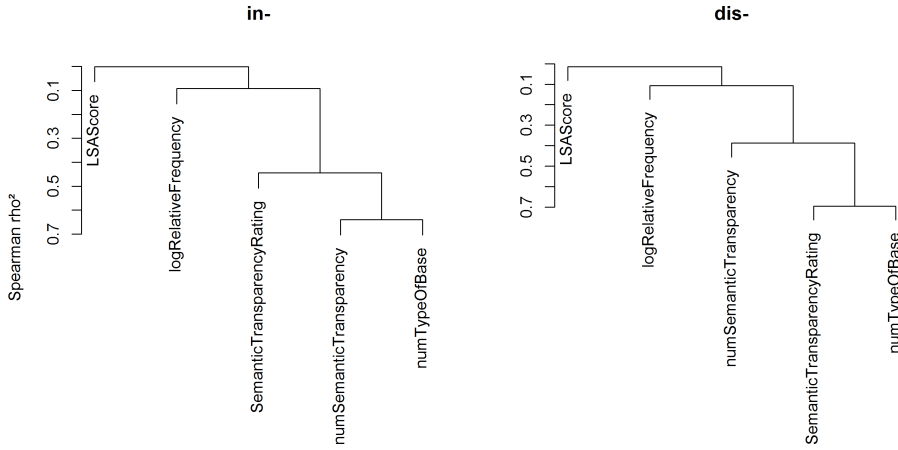 in-
Spearman rho²
0.1
0.3
0.5
0.7
LSAScore
logRelativeFrequency
SemanticTransparencyRating
numSemanticTransparency
numTypeOfBase
dis-
0.1
0.3
0.5
0.7
LSAScore
logRelativeFrequency
numSemanticTransparency
SemanticTransparencyRating
numTypeOfBase